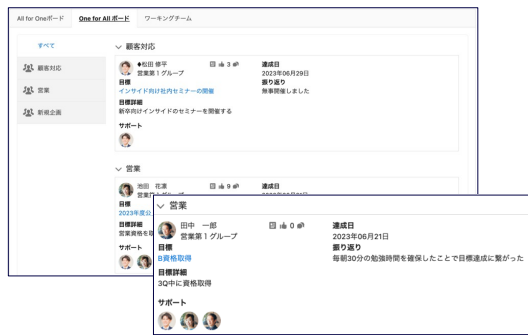 All for Oneボード One for All ボード ワーキングチーム
すべて
顧客対応
営業
新規企画
顧客対応
◆松田 修平 3
営業第1グループ
達成日
2023年06月29日
目標
インサイド向け社内セミナーの開催
振り返り
無事開催しました
目標詳細
新卒向けインサイドのセミナーを開催する
サポート
営業
池田 花凛 9
達成日
目標
2023年度公
目標詳細
営業資格を取
サポート
営業
田中 一郎 0
営業第1グループ
達成日
2023年06月21日
目標
B資格取得
振り返り
毎朝30分の勉強時間を確保したことで目標達成に繋がった
目標詳細
3Q中に資格取得
サポート